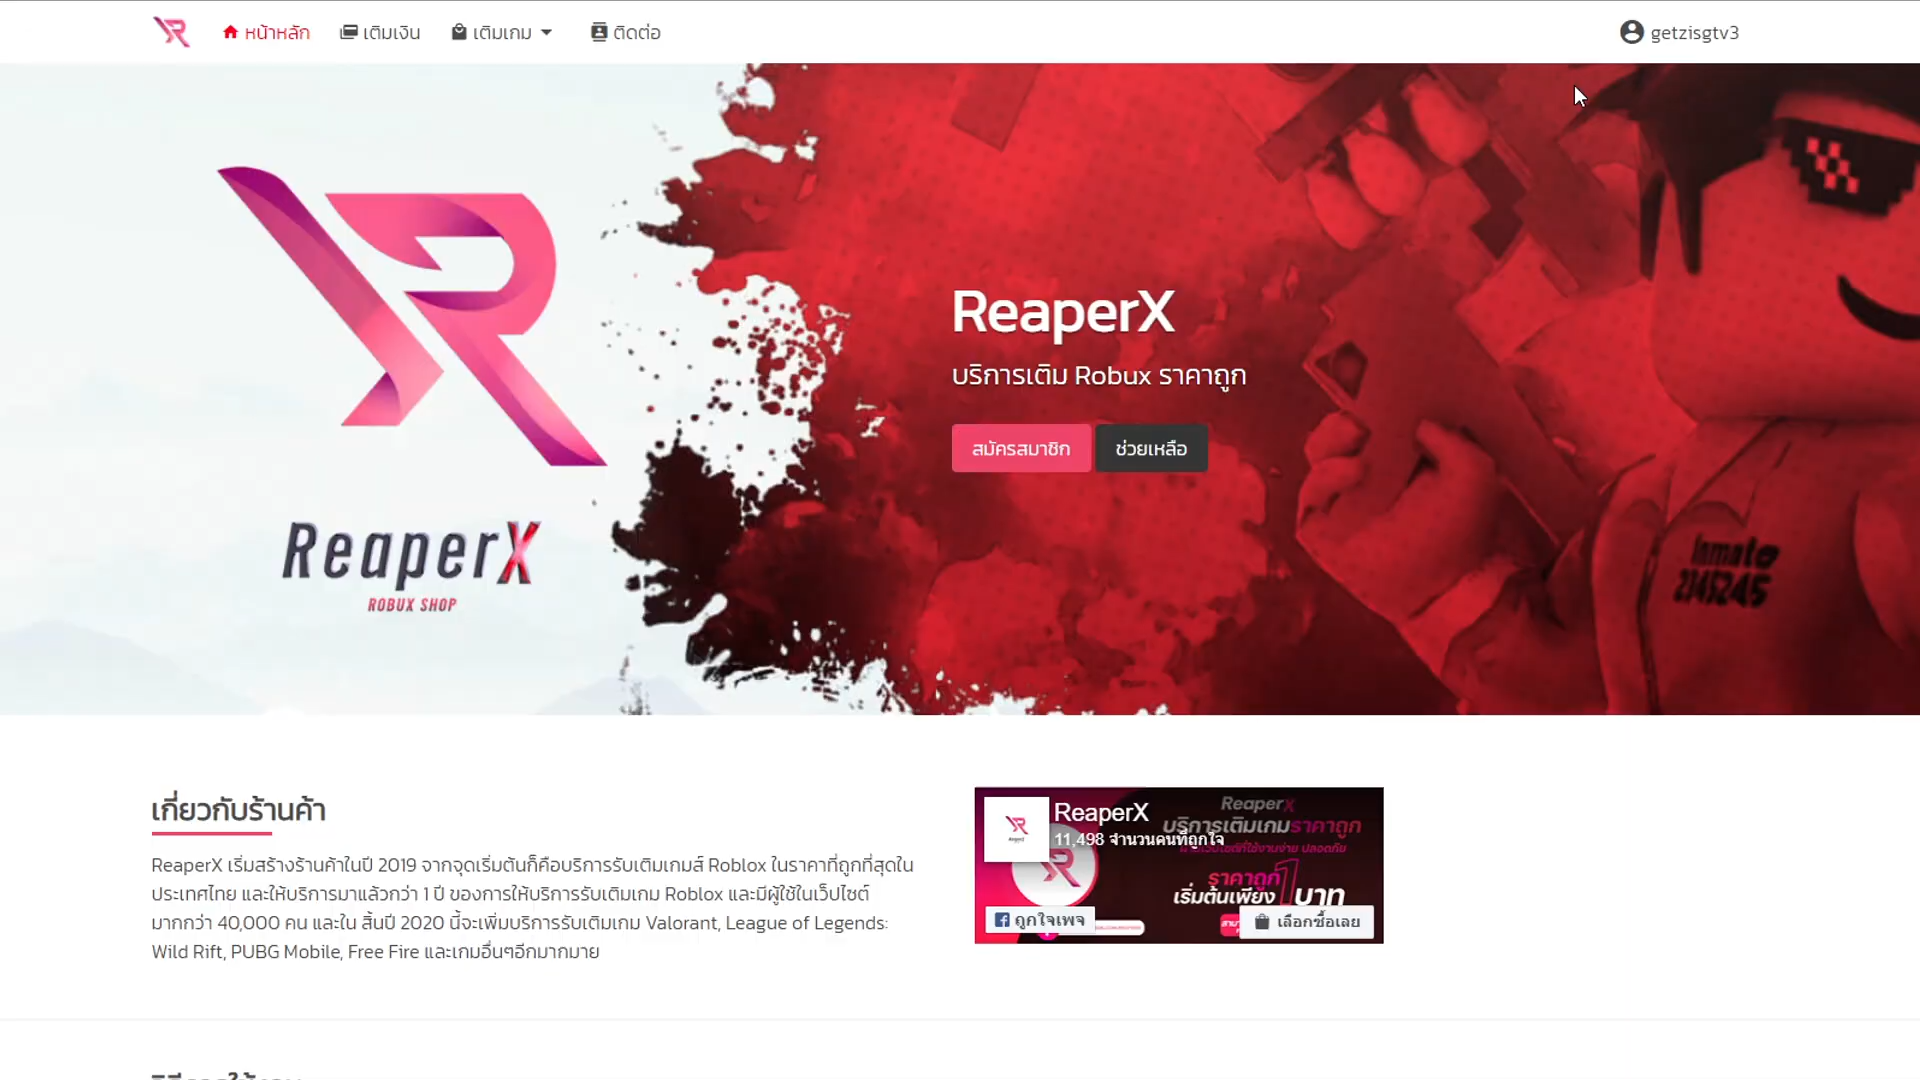 หน้าหลัก
เติมเงิน
เติมเกม
ติดต่อ
getzisgtv3
ReaperX
ROBUX SHOP
ReaperX
บริการเติม Robux ราคาถูก
สมัครสมาชิก
ช่วยเหลือ
Inmate
2345245
เกี่ยวกับร้านค้า
ReaperX เริ่มสร้างร้านค้าในปี 2019 จากจุดเริ่มต้นก็คือบริการรับเติมเกมส์ Roblox ในราคาที่ถูกที่สุดใน
ประเทศไทย และให้บริการมาแล้วกว่า 1 ปี ของการให้บริการรับเติมเกม Roblox และมีผู้ใช้ในเว็ปไซต์
มากกว่า 40,000 คน และใน สิ้นปี 2020 นี้จะเพิ่มบริการรับเติมเกม Valorant, League of Legends:
Wild Rift, PUBG Mobile, Free Fire และเกมอื่นๆอีกมากมาย
ReaperX
11,498 จำนวนคนที่ถูกใจ
ReaperX
บริการเติมเกมราคาถูก
ราคาถูก
เริ่มต้นเพียง 1 บาท
ถูกใจเพจ
เลือกซื้อเลย